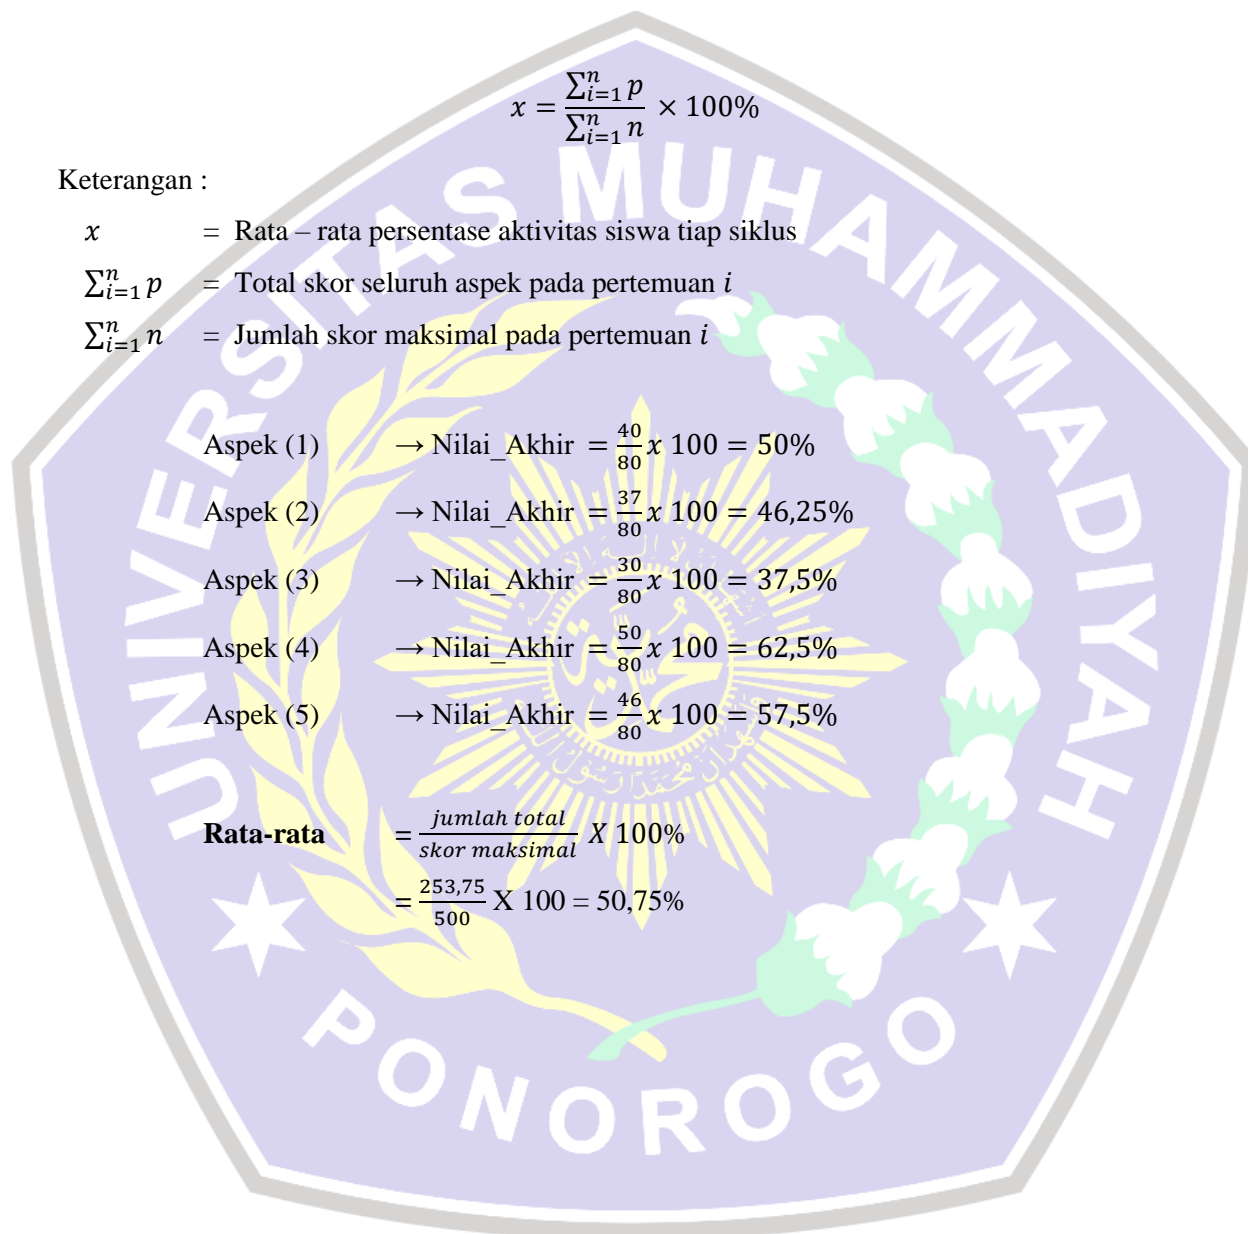 𝑥 = ∑ⁿᵢ₌₁ 𝑝 / ∑ⁿᵢ₌₁ 𝑛 × 100%
Keterangan :
𝑥 = Rata – rata persentase aktivitas siswa tiap siklus
∑ⁿᵢ₌₁ 𝑝 = Total skor seluruh aspek pada pertemuan 𝑖
∑ⁿᵢ₌₁ 𝑛 = Jumlah skor maksimal pada pertemuan 𝑖
Aspek (1) → Nilai_Akhir = 40/80 𝑥 100 = 50%
Aspek (2) → Nilai_Akhir = 37/80 𝑥 100 = 46,25%
Aspek (3) → Nilai_Akhir = 30/80 𝑥 100 = 37,5%
Aspek (4) → Nilai_Akhir = 50/80 𝑥 100 = 62,5%
Aspek (5) → Nilai_Akhir = 46/80 𝑥 100 = 57,5%
Rata-rata = 𝑗𝑢𝑚𝑙𝑎ℎ 𝑡𝑜𝑡𝑎𝑙 / 𝑠𝑘𝑜𝑟 𝑚𝑎𝑘𝑠𝑖𝑚𝑎𝑙 𝑋 100%
= 253,75/500 X 100 = 50,75%
UNIVERSITAS MUHAMMADIYAH
PONOROGO